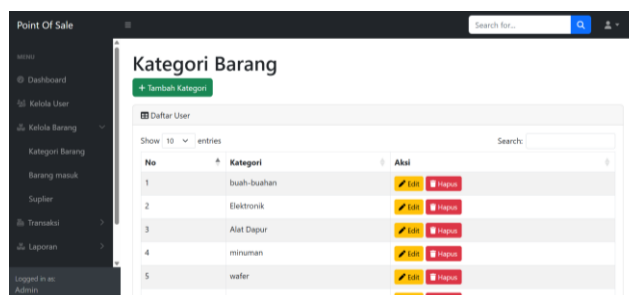 Point Of Sale
Search for...
MENU
Dashboard
Kelola User
Kelola Barang
Kategori Barang
Barang masuk
Suplier
Transaksi
Laporan
Logged in as:
Admin
Kategori Barang
+ Tambah Kategori
Daftar User
Show 10 entries
Search:
No Kategori Aksi
1 buah-buahan Edit Hapus
2 Elektronik Edit Hapus
3 Alat Dapur Edit Hapus
4 minuman Edit Hapus
5 wafer Edit Hapus